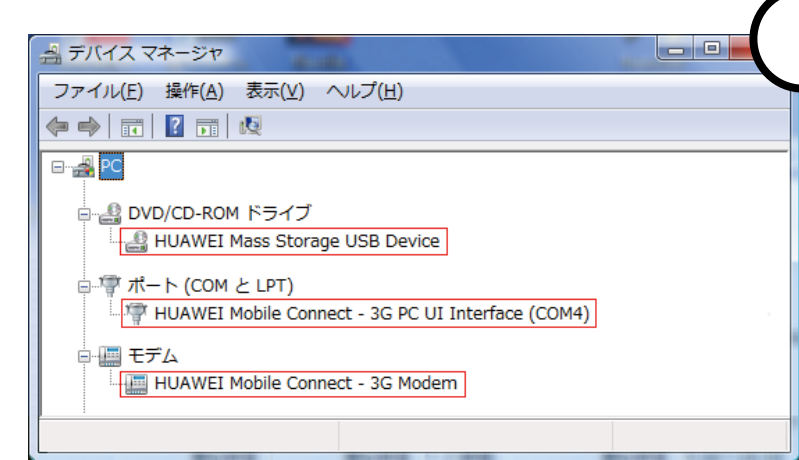 デバイス マネージャ
ファイル(F) 操作(A) 表示(V) ヘルプ(H)
PC
DVD/CD-ROM ドライブ
HUAWEI Mass Storage USB Device
ポート (COM と LPT)
HUAWEI Mobile Connect - 3G PC UI Interface (COM4)
モデム
HUAWEI Mobile Connect - 3G Modem